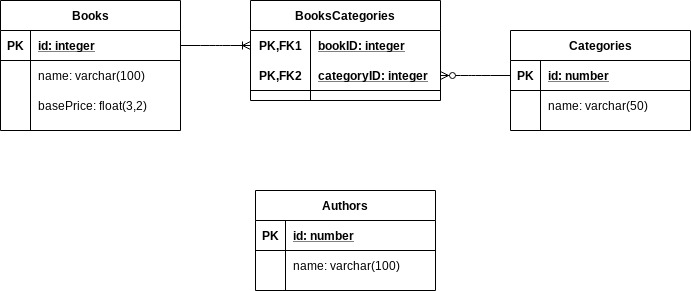 Books
PK id: integer
name: varchar(100)
basePrice: float(3,2)
BooksCategories
PK,FK1 bookID: integer
PK,FK2 categoryID: integer
Categories
PK id: number
name: varchar(50)
Authors
PK id: number
name: varchar(100)